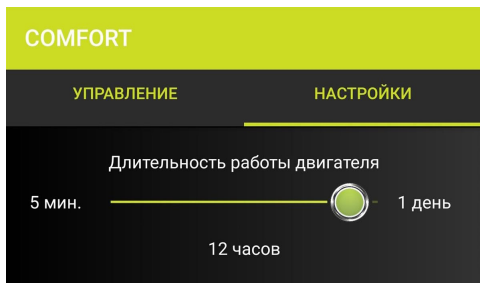 COMFORT
УПРАВЛЕНИЕ НАСТРОЙКИ
Длительность работы двигателя
5 мин. 1 день
12 часов